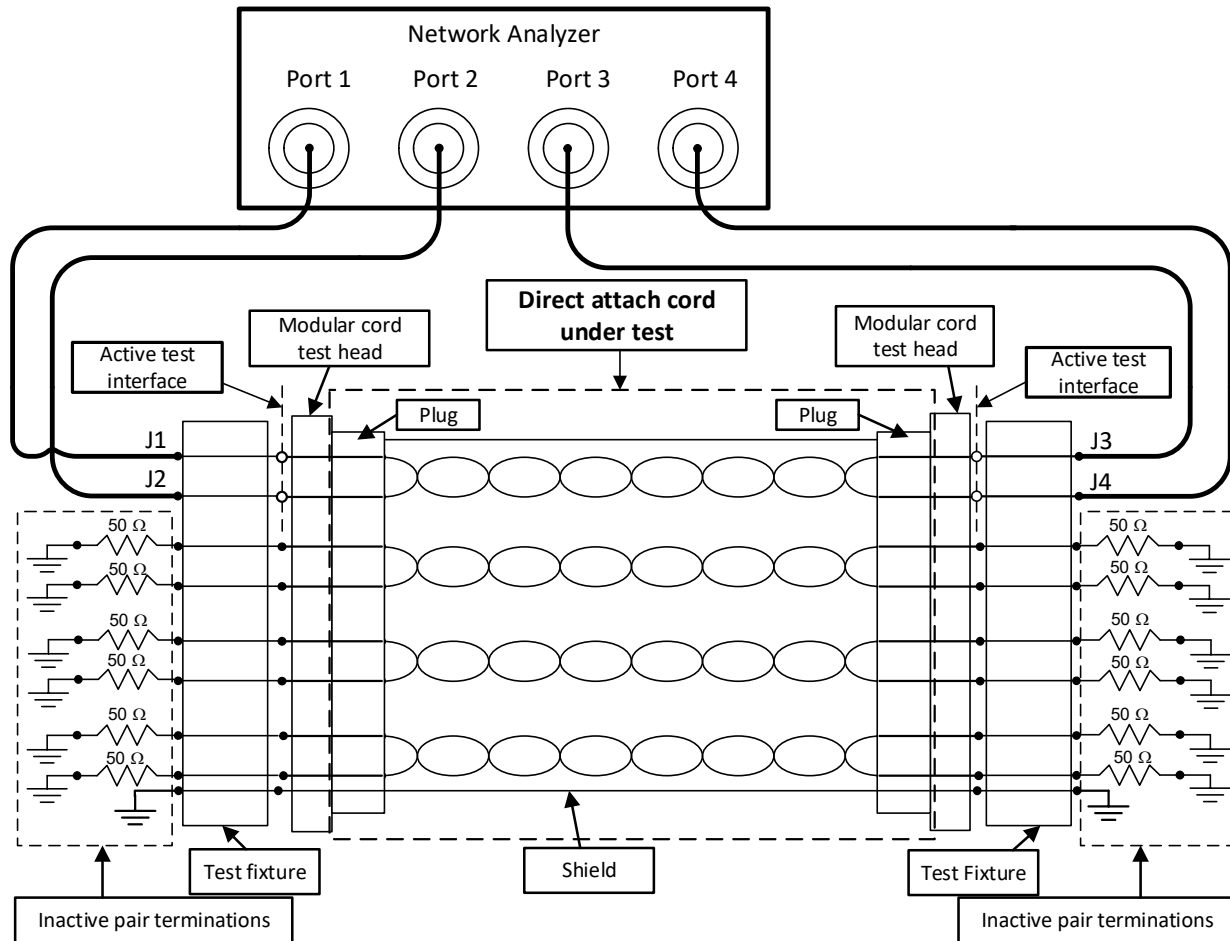 Network Analyzer
Port 1
Port 2
Port 3
Port 4
Direct attach cord
under test
Modular cord
test head
Modular cord
test head
Active test
interface
Active test
interface
Plug
Plug
J1
J2
J3
J4
50 Ω
50 Ω
50 Ω
50 Ω
50 Ω
50 Ω
50 Ω
50 Ω
50 Ω
50 Ω
50 Ω
50 Ω
Test fixture
Shield
Test Fixture
Inactive pair terminations
Inactive pair terminations